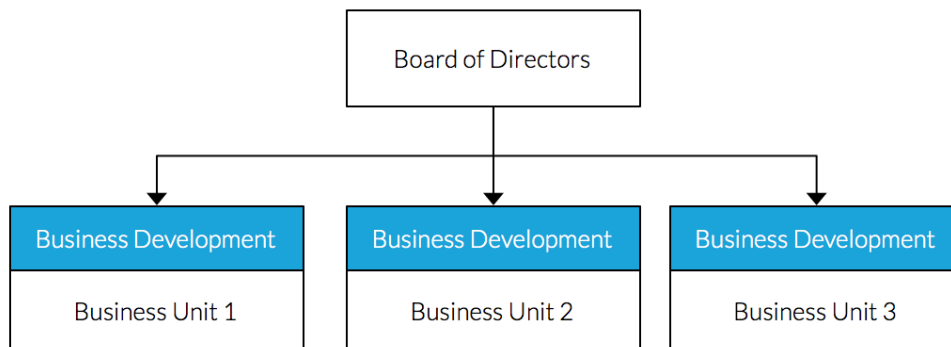 Board of Directors
Business Development
Business Development
Business Development
Business Unit 1
Business Unit 2
Business Unit 3